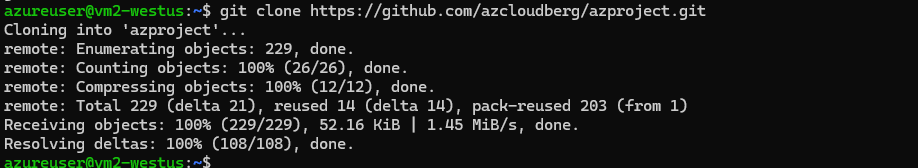 azureuser@vm2-westus:~$ git clone https://github.com/azcloudberg/azproject.git
Cloning into 'azproject'...
remote: Enumerating objects: 229, done.
remote: Counting objects: 100% (26/26), done.
remote: Compressing objects: 100% (12/12), done.
remote: Total 229 (delta 21), reused 14 (delta 14), pack-reused 203 (from 1)
Receiving objects: 100% (229/229), 52.16 KiB | 1.45 MiB/s, done.
Resolving deltas: 100% (108/108), done.
azureuser@vm2-westus:~$